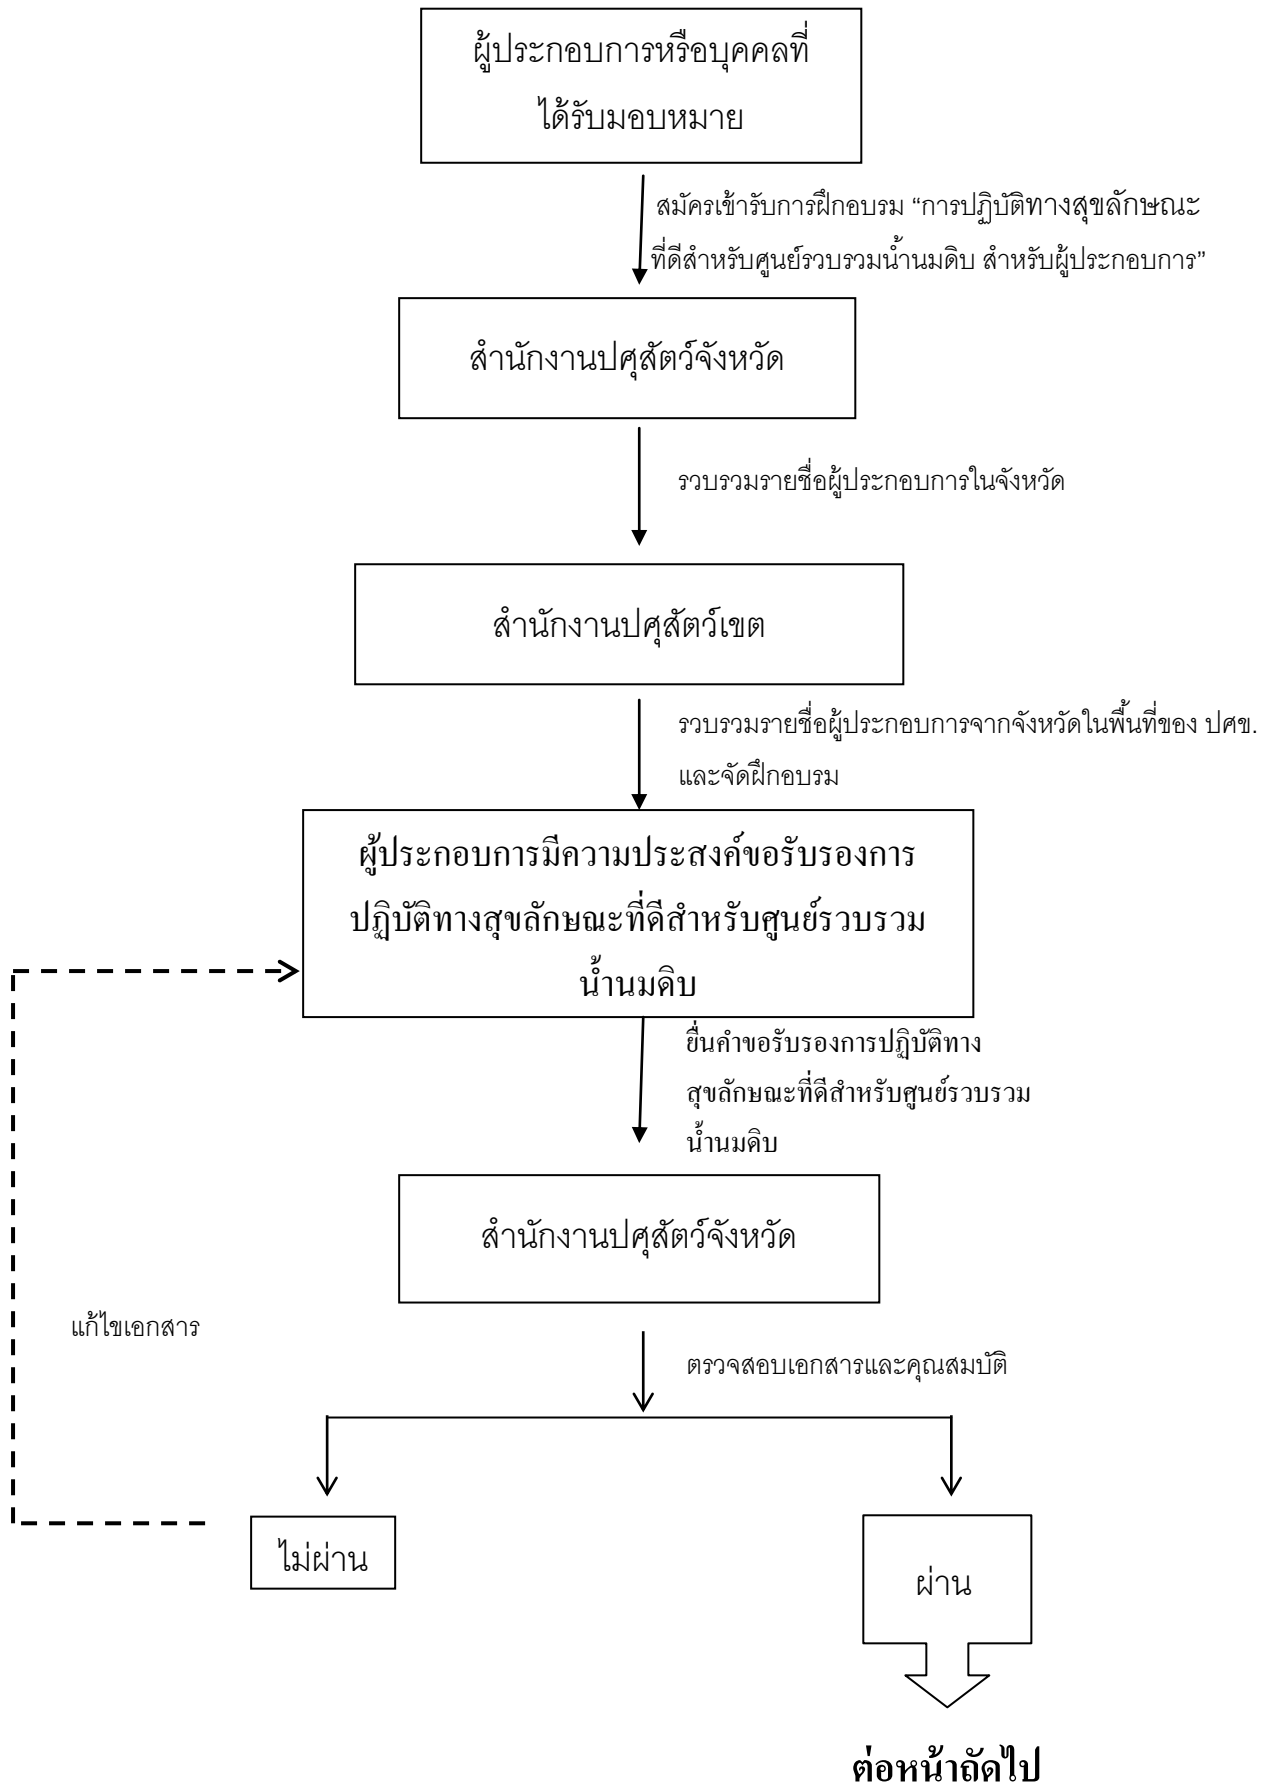 ผู้ประกอบการหรือบุคคลที่
ได้รับมอบหมาย
สมัครเข้ารับการฝึกอบรม “การปฏิบัติทางสุขลักษณะ
ที่ดีสำหรับศูนย์รวบรวมน้ำนมดิบ สำหรับผู้ประกอบการ”
สำนักงานปศุสัตว์จังหวัด
รวบรวมรายชื่อผู้ประกอบการในจังหวัด
สำนักงานปศุสัตว์เขต
รวบรวมรายชื่อผู้ประกอบการจากจังหวัดในพื้นที่ของ ปศข.
และจัดฝึกอบรม
ผู้ประกอบการมีความประสงค์ขอรับรองการ
ปฏิบัติทางสุขลักษณะที่ดีสำหรับศูนย์รวบรวม
น้ำนมดิบ
ยื่นคำขอรับรองการปฏิบัติทาง
สุขลักษณะที่ดีสำหรับศูนย์รวบรวม
น้ำนมดิบ
สำนักงานปศุสัตว์จังหวัด
แก้ไขเอกสาร
ตรวจสอบเอกสารและคุณสมบัติ
ไม่ผ่าน
ผ่าน
ต่อหน้าถัดไป